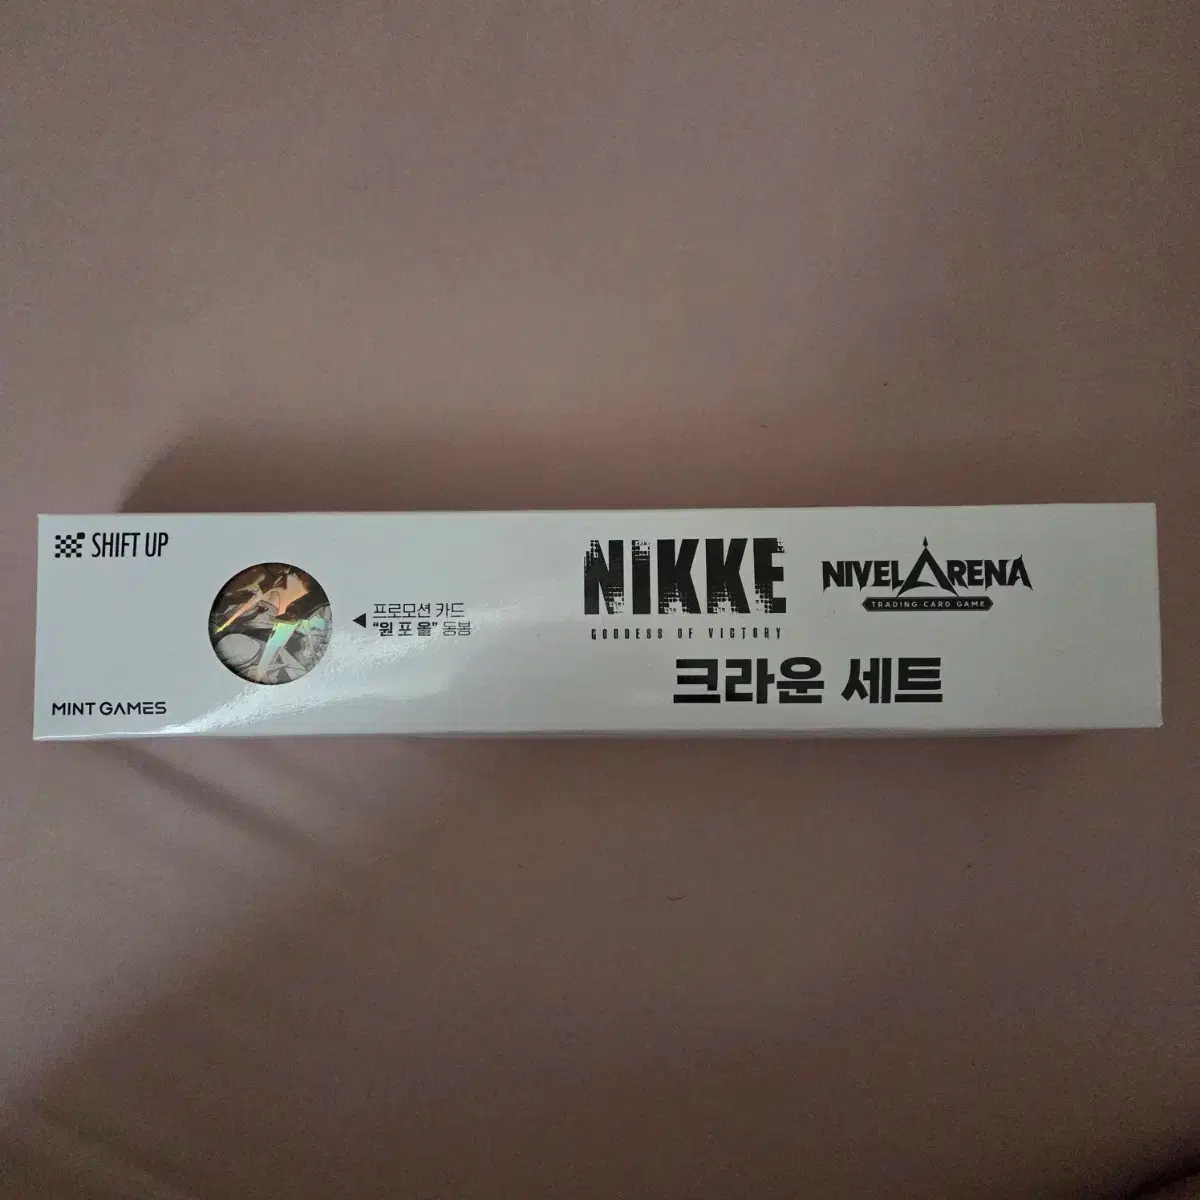 SHIFT UP
프로모션 카드
"원 포 올" 동봉
MINT GAMES
NIKKE
GODDESS OF VICTORY
NIVEL ARENA
TRADING CARD GAME
크라운 세트